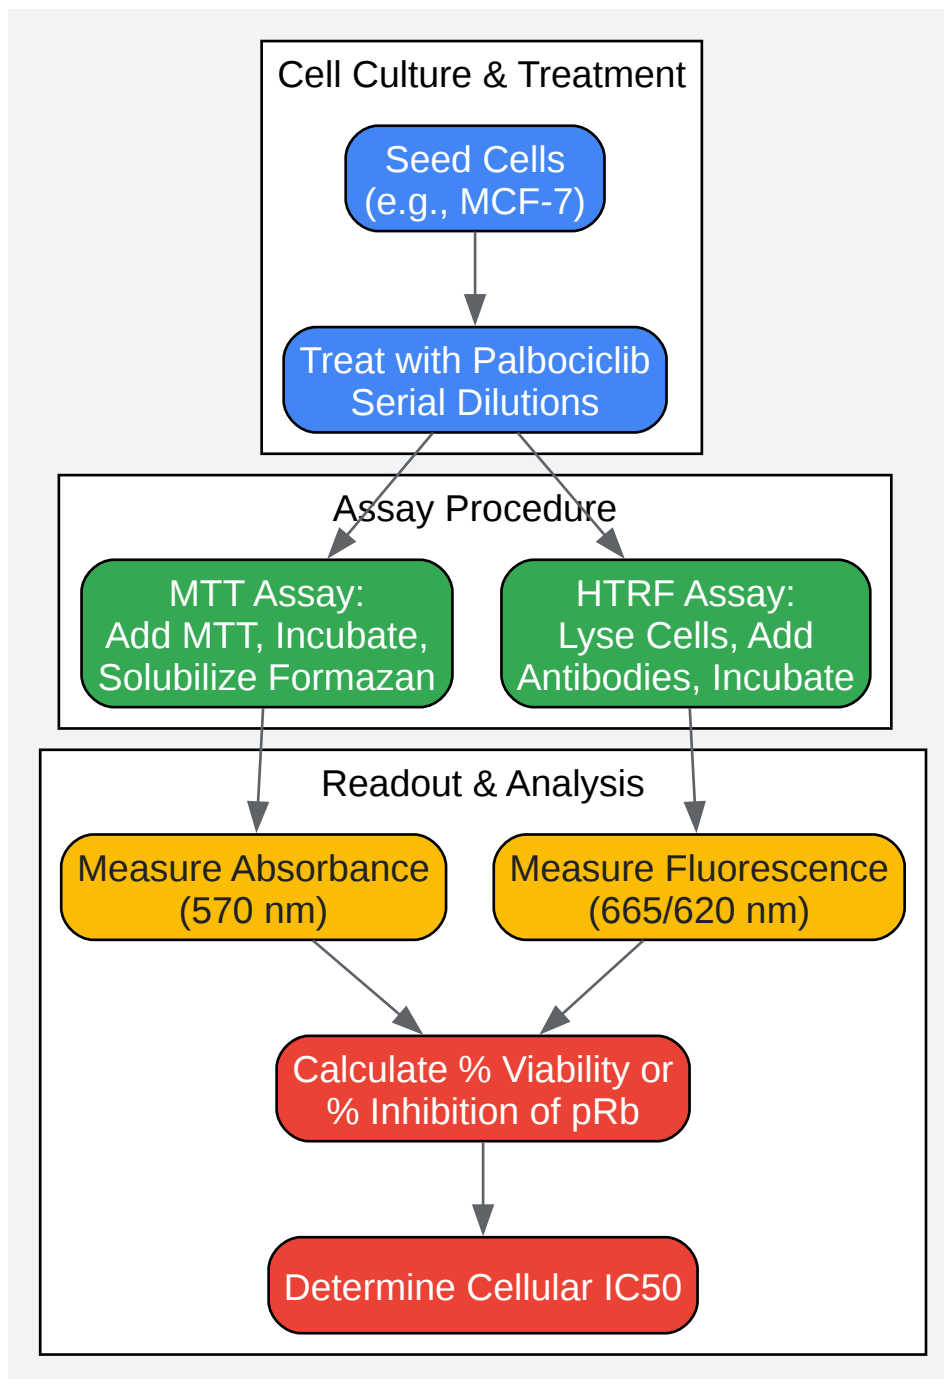 Cell Culture & Treatment
Seed Cells
(e.g., MCF-7)
Treat with Palbociclib
Serial Dilutions
Assay Procedure
MTT Assay:
Add MTT, Incubate,
Solubilize Formazan
HTRF Assay:
Lyse Cells, Add
Antibodies, Incubate
Readout & Analysis
Measure Absorbance
(570 nm)
Measure Fluorescence
(665/620 nm)
Calculate % Viability or
% Inhibition of pRb
Determine Cellular IC50